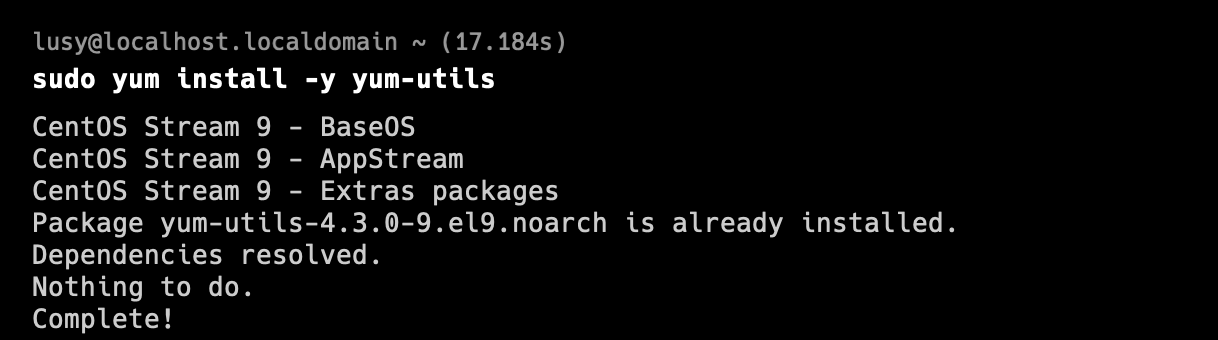 lusy@localhost.localdomain ~ (17.184s)
sudo yum install -y yum-utils
CentOS Stream 9 - BaseOS
CentOS Stream 9 - AppStream
CentOS Stream 9 - Extras packages
Package yum-utils-4.3.0-9.el9.noarch is already installed.
Dependencies resolved.
Nothing to do.
Complete!